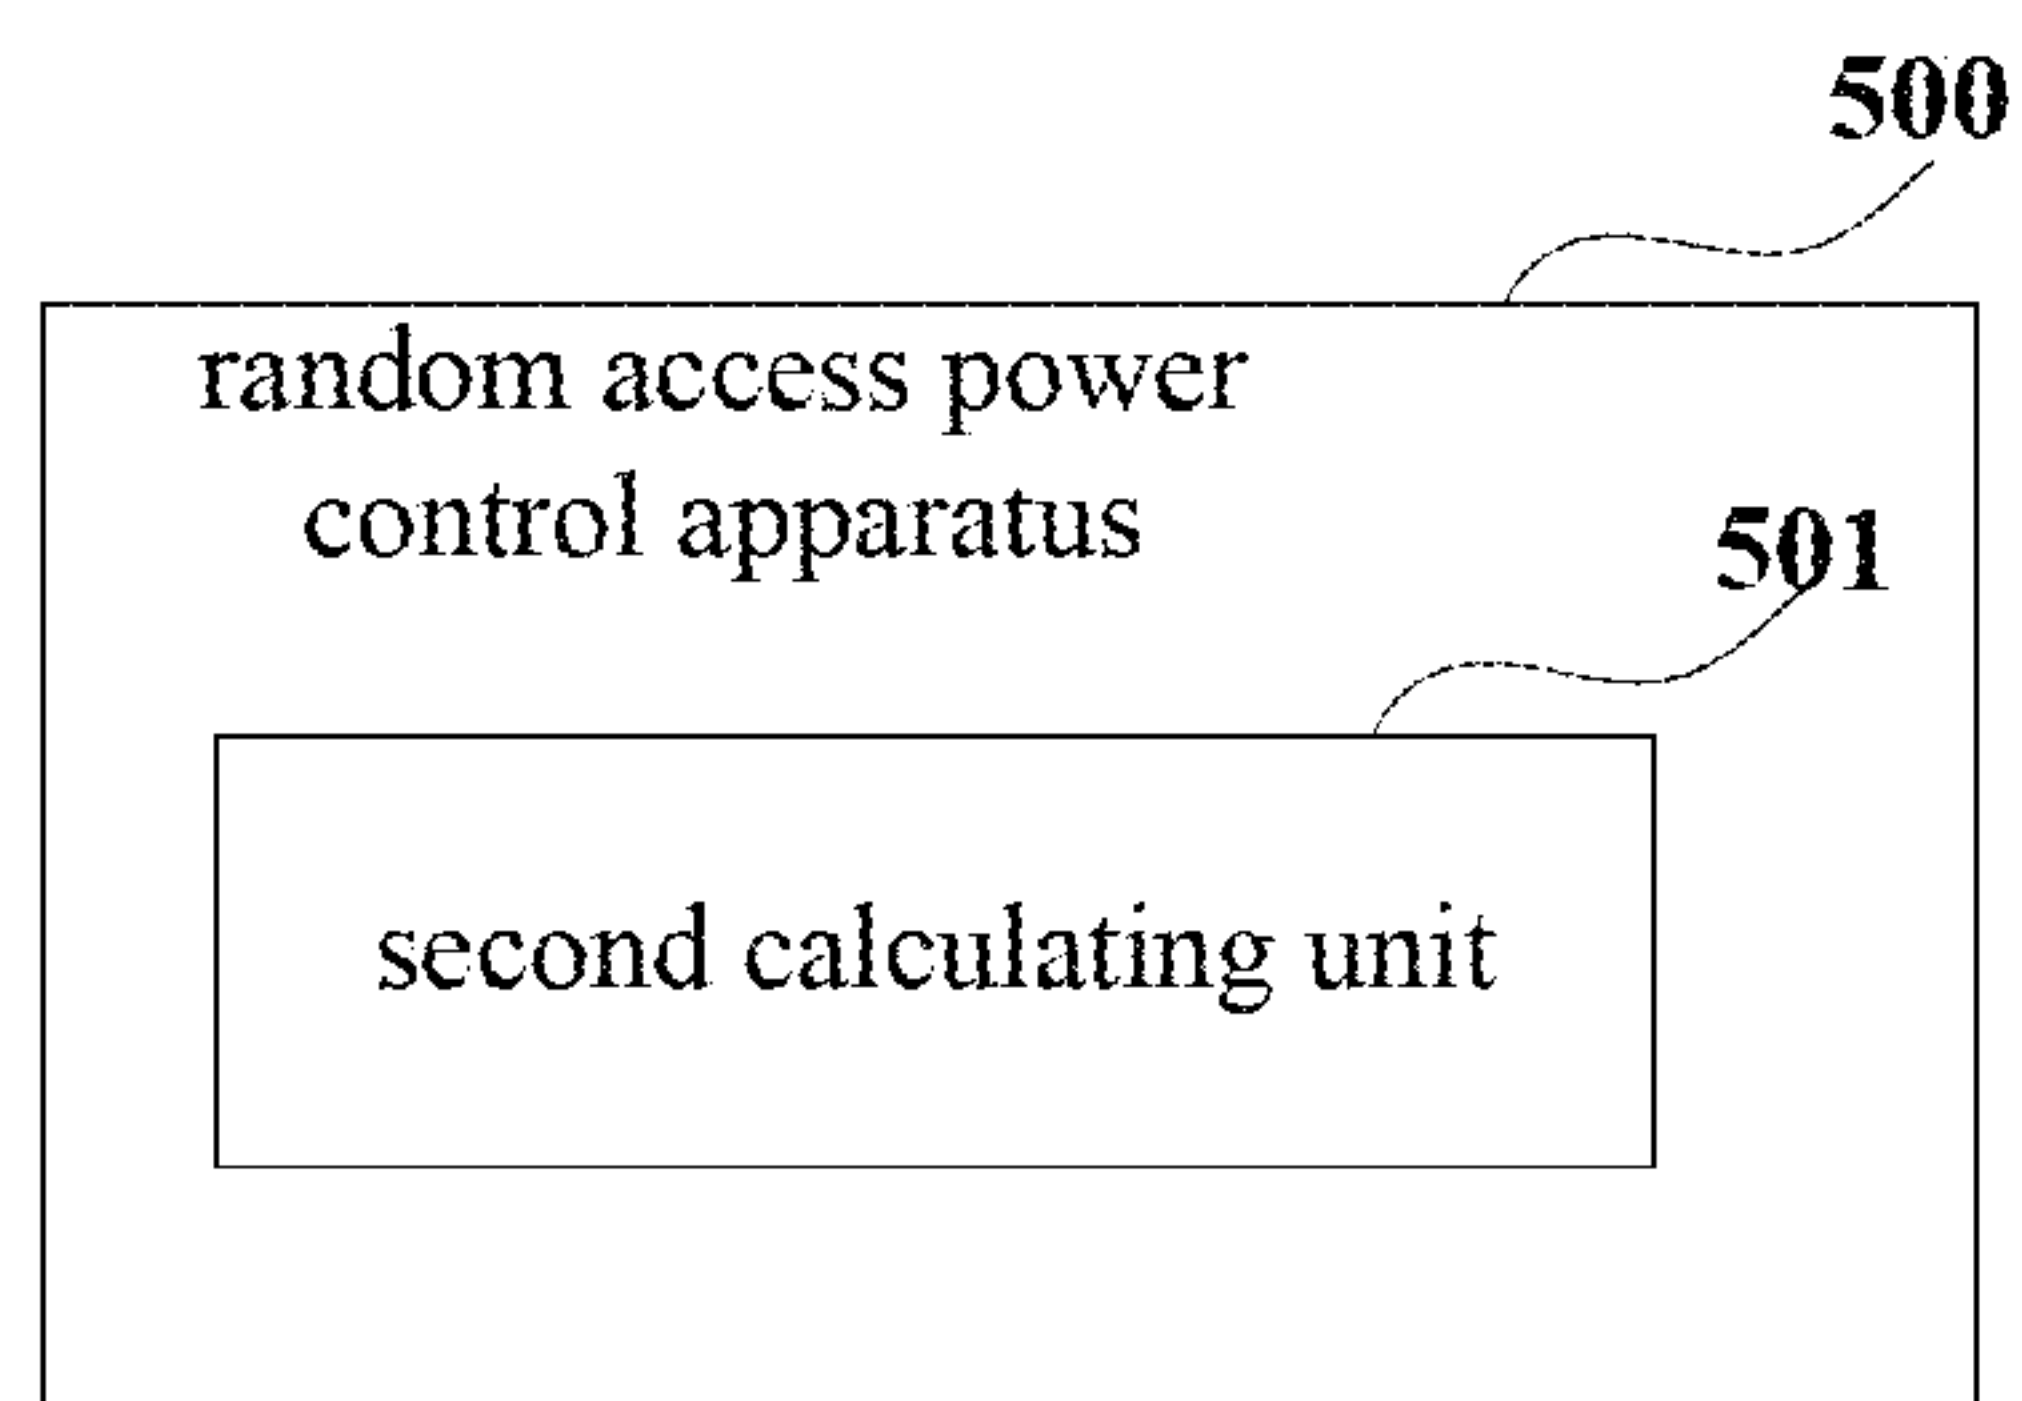 500
random access power
control apparatus
501
second calculating unit